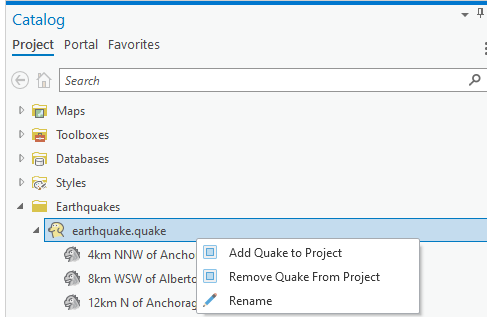 Catalog
Project Portal Favorites
Search
Maps
Toolboxes
Databases
Styles
Earthquakes
earthquake.quake
4km NNW of Ancho
Add Quake to Project
8km WSW of Alberto
Remove Quake From Project
12km N of Anchorag
Rename